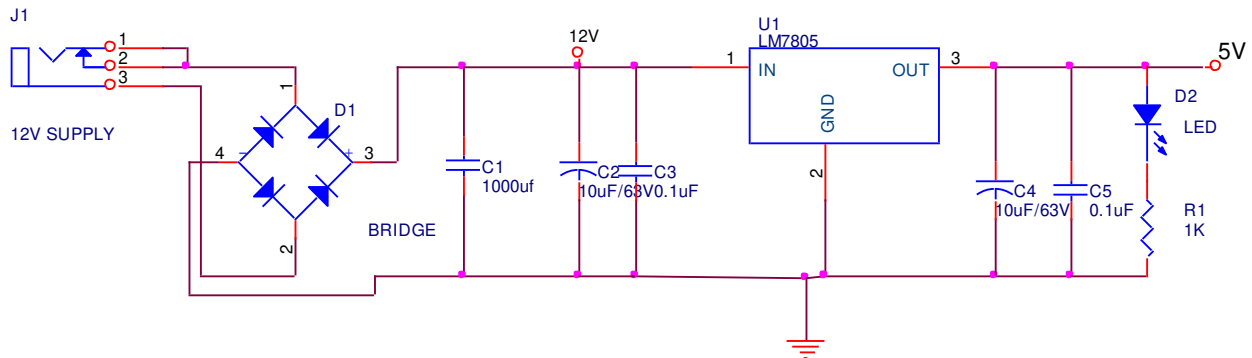 J1
1
2
3
12V SUPPLY
1
D1
4
-
+
3
2
BRIDGE
C1
1000uf
12V
C2
10uF/63V
C3
0.1uF
U1
LM7805
1
IN
OUT
3
GND
2
5V
D2
LED
C4
10uF/63V
C5
0.1uF
R1
1K